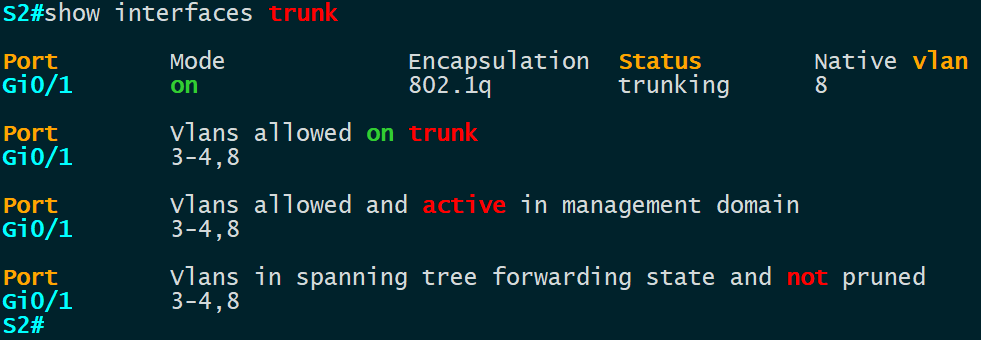 S2#show interfaces trunk
Port Mode Encapsulation Status Native vlan
Gi0/1 on 802.1q trunking 8
Port Vlans allowed on trunk
Gi0/1 3-4,8
Port Vlans allowed and active in management domain
Gi0/1 3-4,8
Port Vlans in spanning tree forwarding state and not pruned
Gi0/1 3-4,8
S2#